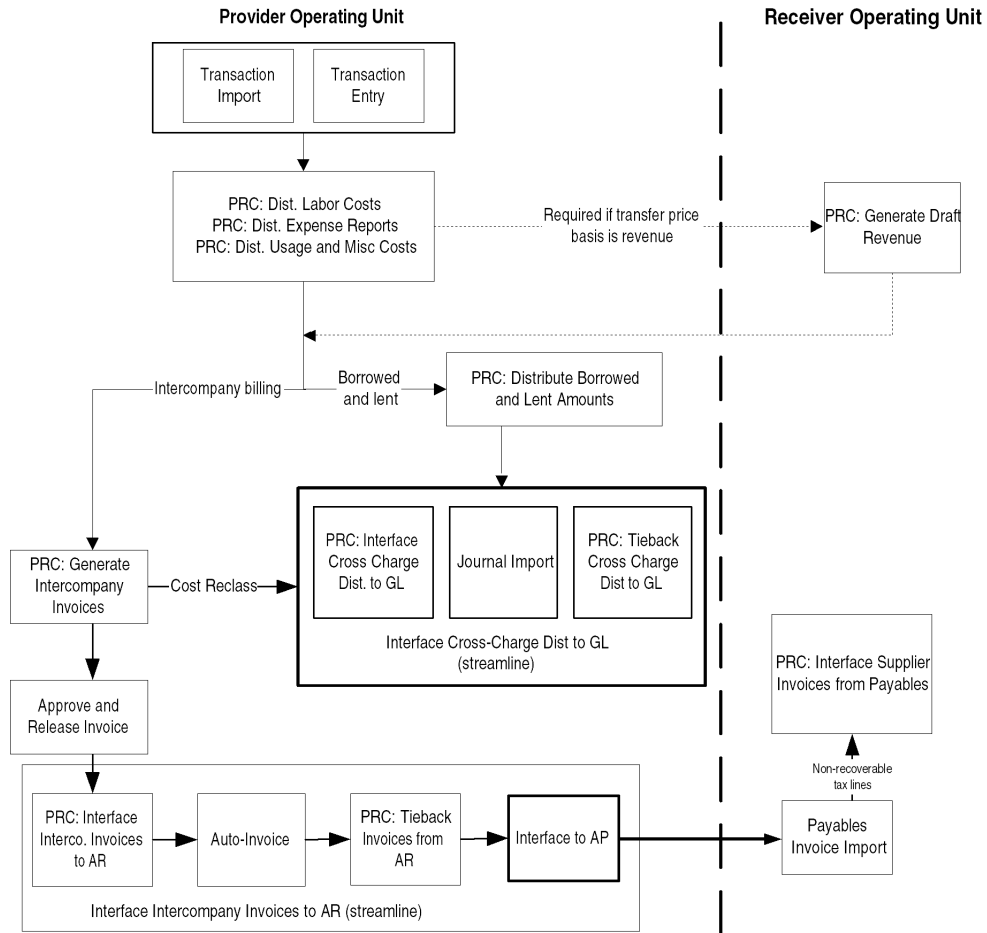 Provider Operating Unit
Receiver Operating Unit
Transaction
Import
Transaction
Entry
PRC: Dist. Labor Costs
PRC: Dist. Expense Reports
PRC: Dist. Usage and Misc Costs
Required if transfer price
basis is revenue
PRC: Generate Draft
Revenue
Intercompany billing
Borrowed
and lent
PRC: Distribute Borrowed
and Lent Amounts
PRC: Interface
Cross Charge
Dist. to GL
Journal Import
PRC: Tieback
Cross Charge
Dist to GL
Interface Cross-Charge Dist to GL
(streamline)
PRC: Generate
Intercompany
Invoices
Cost Reclass
Approve and
Release Invoice
PRC: Interface Supplier
Invoices from Payables
Non-recoverable
tax lines
PRC: Interface
Interco. Invoices
to AR
Auto-Invoice
PRC: Tieback
Invoices from
AR
Interface to AP
Payables
Invoice Import
Interface Intercompany Invoices to AR (streamline)